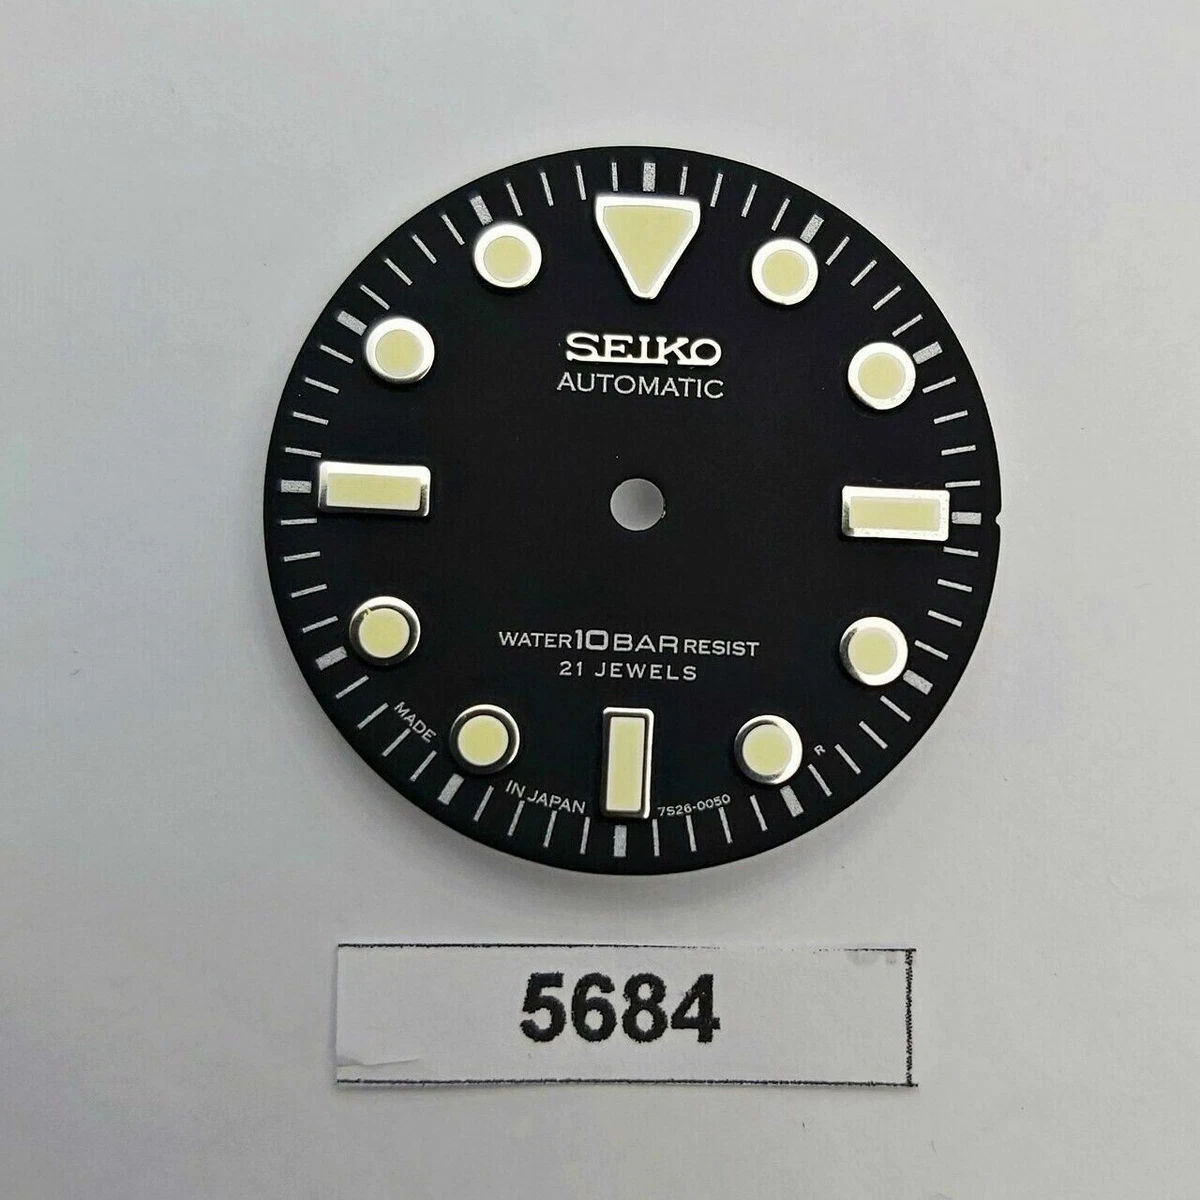 SEIKO
AUTOMATIC
WATER 10 BAR RESIST
21 JEWELS
MADE IN JAPAN 7S26-0050 R
5684